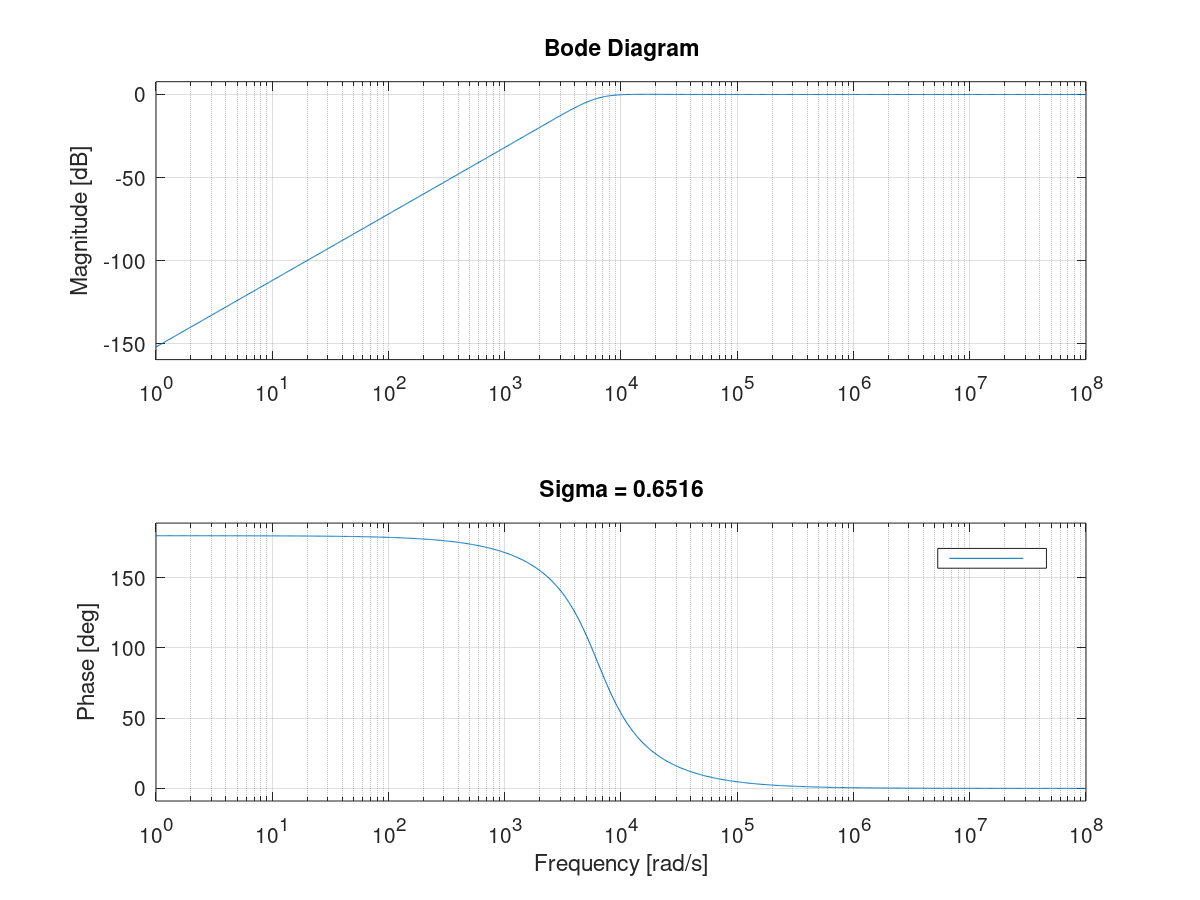 Bode Diagram
Magnitude [dB]
0
-50
-100
-150
10^0 10^1 10^2 10^3 10^4 10^5 10^6 10^7 10^8
Sigma = 0.6516
Phase [deg]
150
100
50
0
10^0 10^1 10^2 10^3 10^4 10^5 10^6 10^7 10^8
Frequency [rad/s]